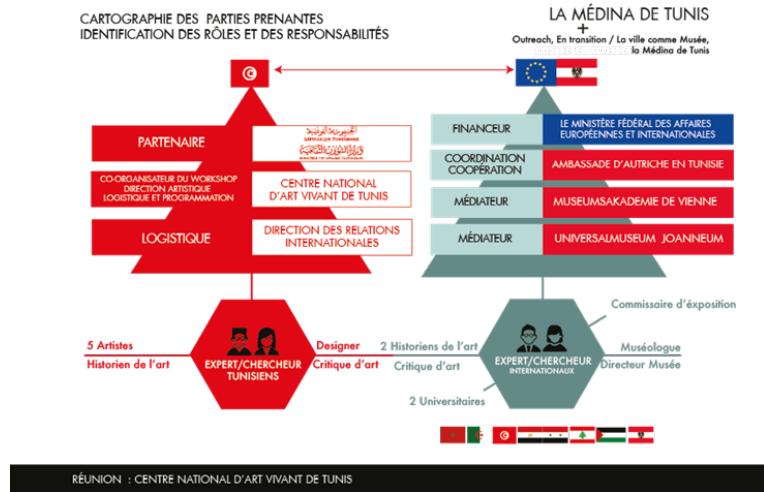 CARTOGRAPHIE DES PARTIES PRENANTES
IDENTIFICATION DES RÔLES ET DES RESPONSABILITÉS
LA MÉDINA DE TUNIS
+
Outreach, En transition / La ville comme Musée,
la Médina de Tunis
PARTENAIRE
CO-ORGANISATEUR DU WORKSHOP
DIRECTION ARTISTIQUE
LOGISTIQUE ET PROGRAMMATION
CENTRE NATIONAL
D'ART VIVANT DE TUNIS
LOGISTIQUE
DIRECTION DES RELATIONS
INTERNATIONALES
FINANCEUR
LE MINISTÈRE FÉDÉRAL DES AFFAIRES
EUROPÉENNES ET INTERNATIONALES
COORDINATION
COOPÉRATION
AMBASSADE D'AUTRICHE EN TUNISIE
MÉDIATEUR
MUSEUMSAKADEMIE DE VIENNE
MÉDIATEUR
UNIVERSALMUSEUM JOANNEUM
5 Artistes
Historien de l'art
EXPERT/CHERCHEUR
TUNISIENS
Designer
Critique d'art
2 Historiens de l'art
Critique d'art
2 Universitaires
EXPERT/CHERCHEUR
INTERNATIONAUX
Commissaire d'éxposition
Muséologue
Directeur Musée
RÉUNION : CENTRE NATIONAL D'ART VIVANT DE TUNIS